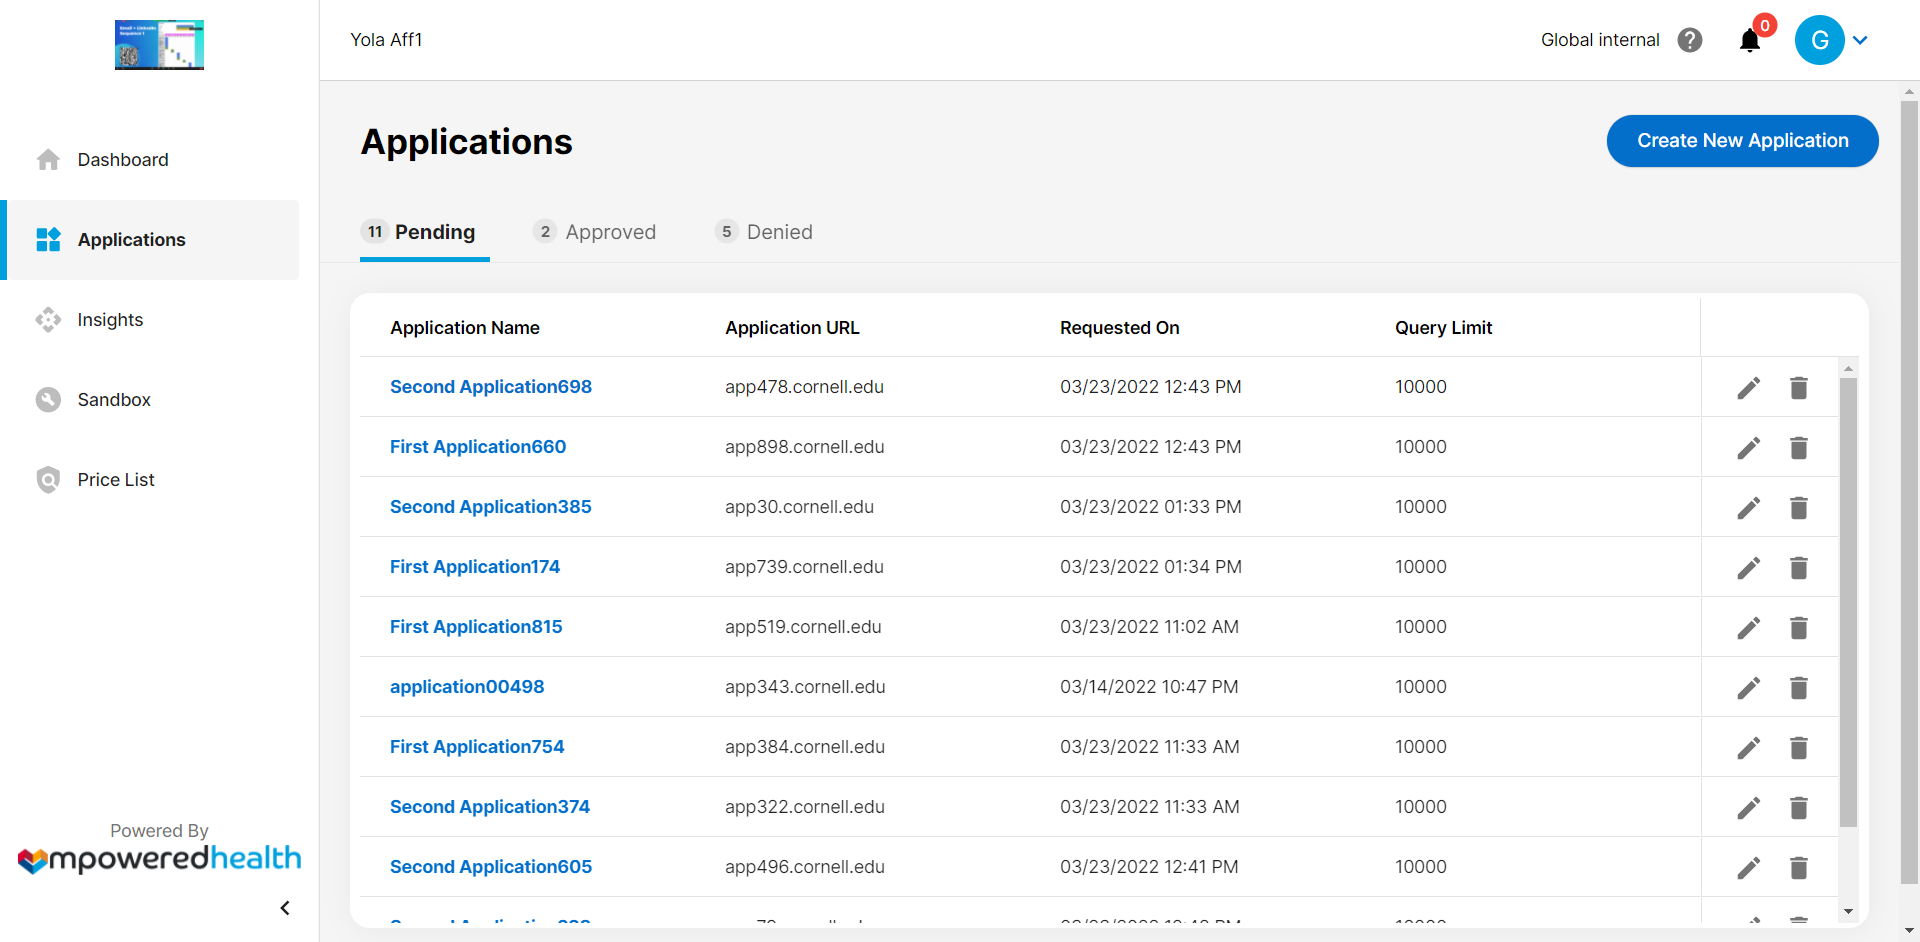 Yola Aff1
Global internal
0
G
Dashboard
Applications
Insights
Sandbox
Price List
Powered By
mpoweredhealth
Applications
Create New Application
11 Pending
2 Approved
5 Denied
Application Name Application URL Requested On Query Limit
Second Application698 app478.cornell.edu 03/23/2022 12:43 PM 10000
First Application660 app898.cornell.edu 03/23/2022 12:43 PM 10000
Second Application385 app30.cornell.edu 03/23/2022 01:33 PM 10000
First Application174 app739.cornell.edu 03/23/2022 01:34 PM 10000
First Application815 app519.cornell.edu 03/23/2022 11:02 AM 10000
application00498 app343.cornell.edu 03/14/2022 10:47 PM 10000
First Application754 app384.cornell.edu 03/23/2022 11:33 AM 10000
Second Application374 app322.cornell.edu 03/23/2022 11:33 AM 10000
Second Application605 app496.cornell.edu 03/23/2022 12:41 PM 10000